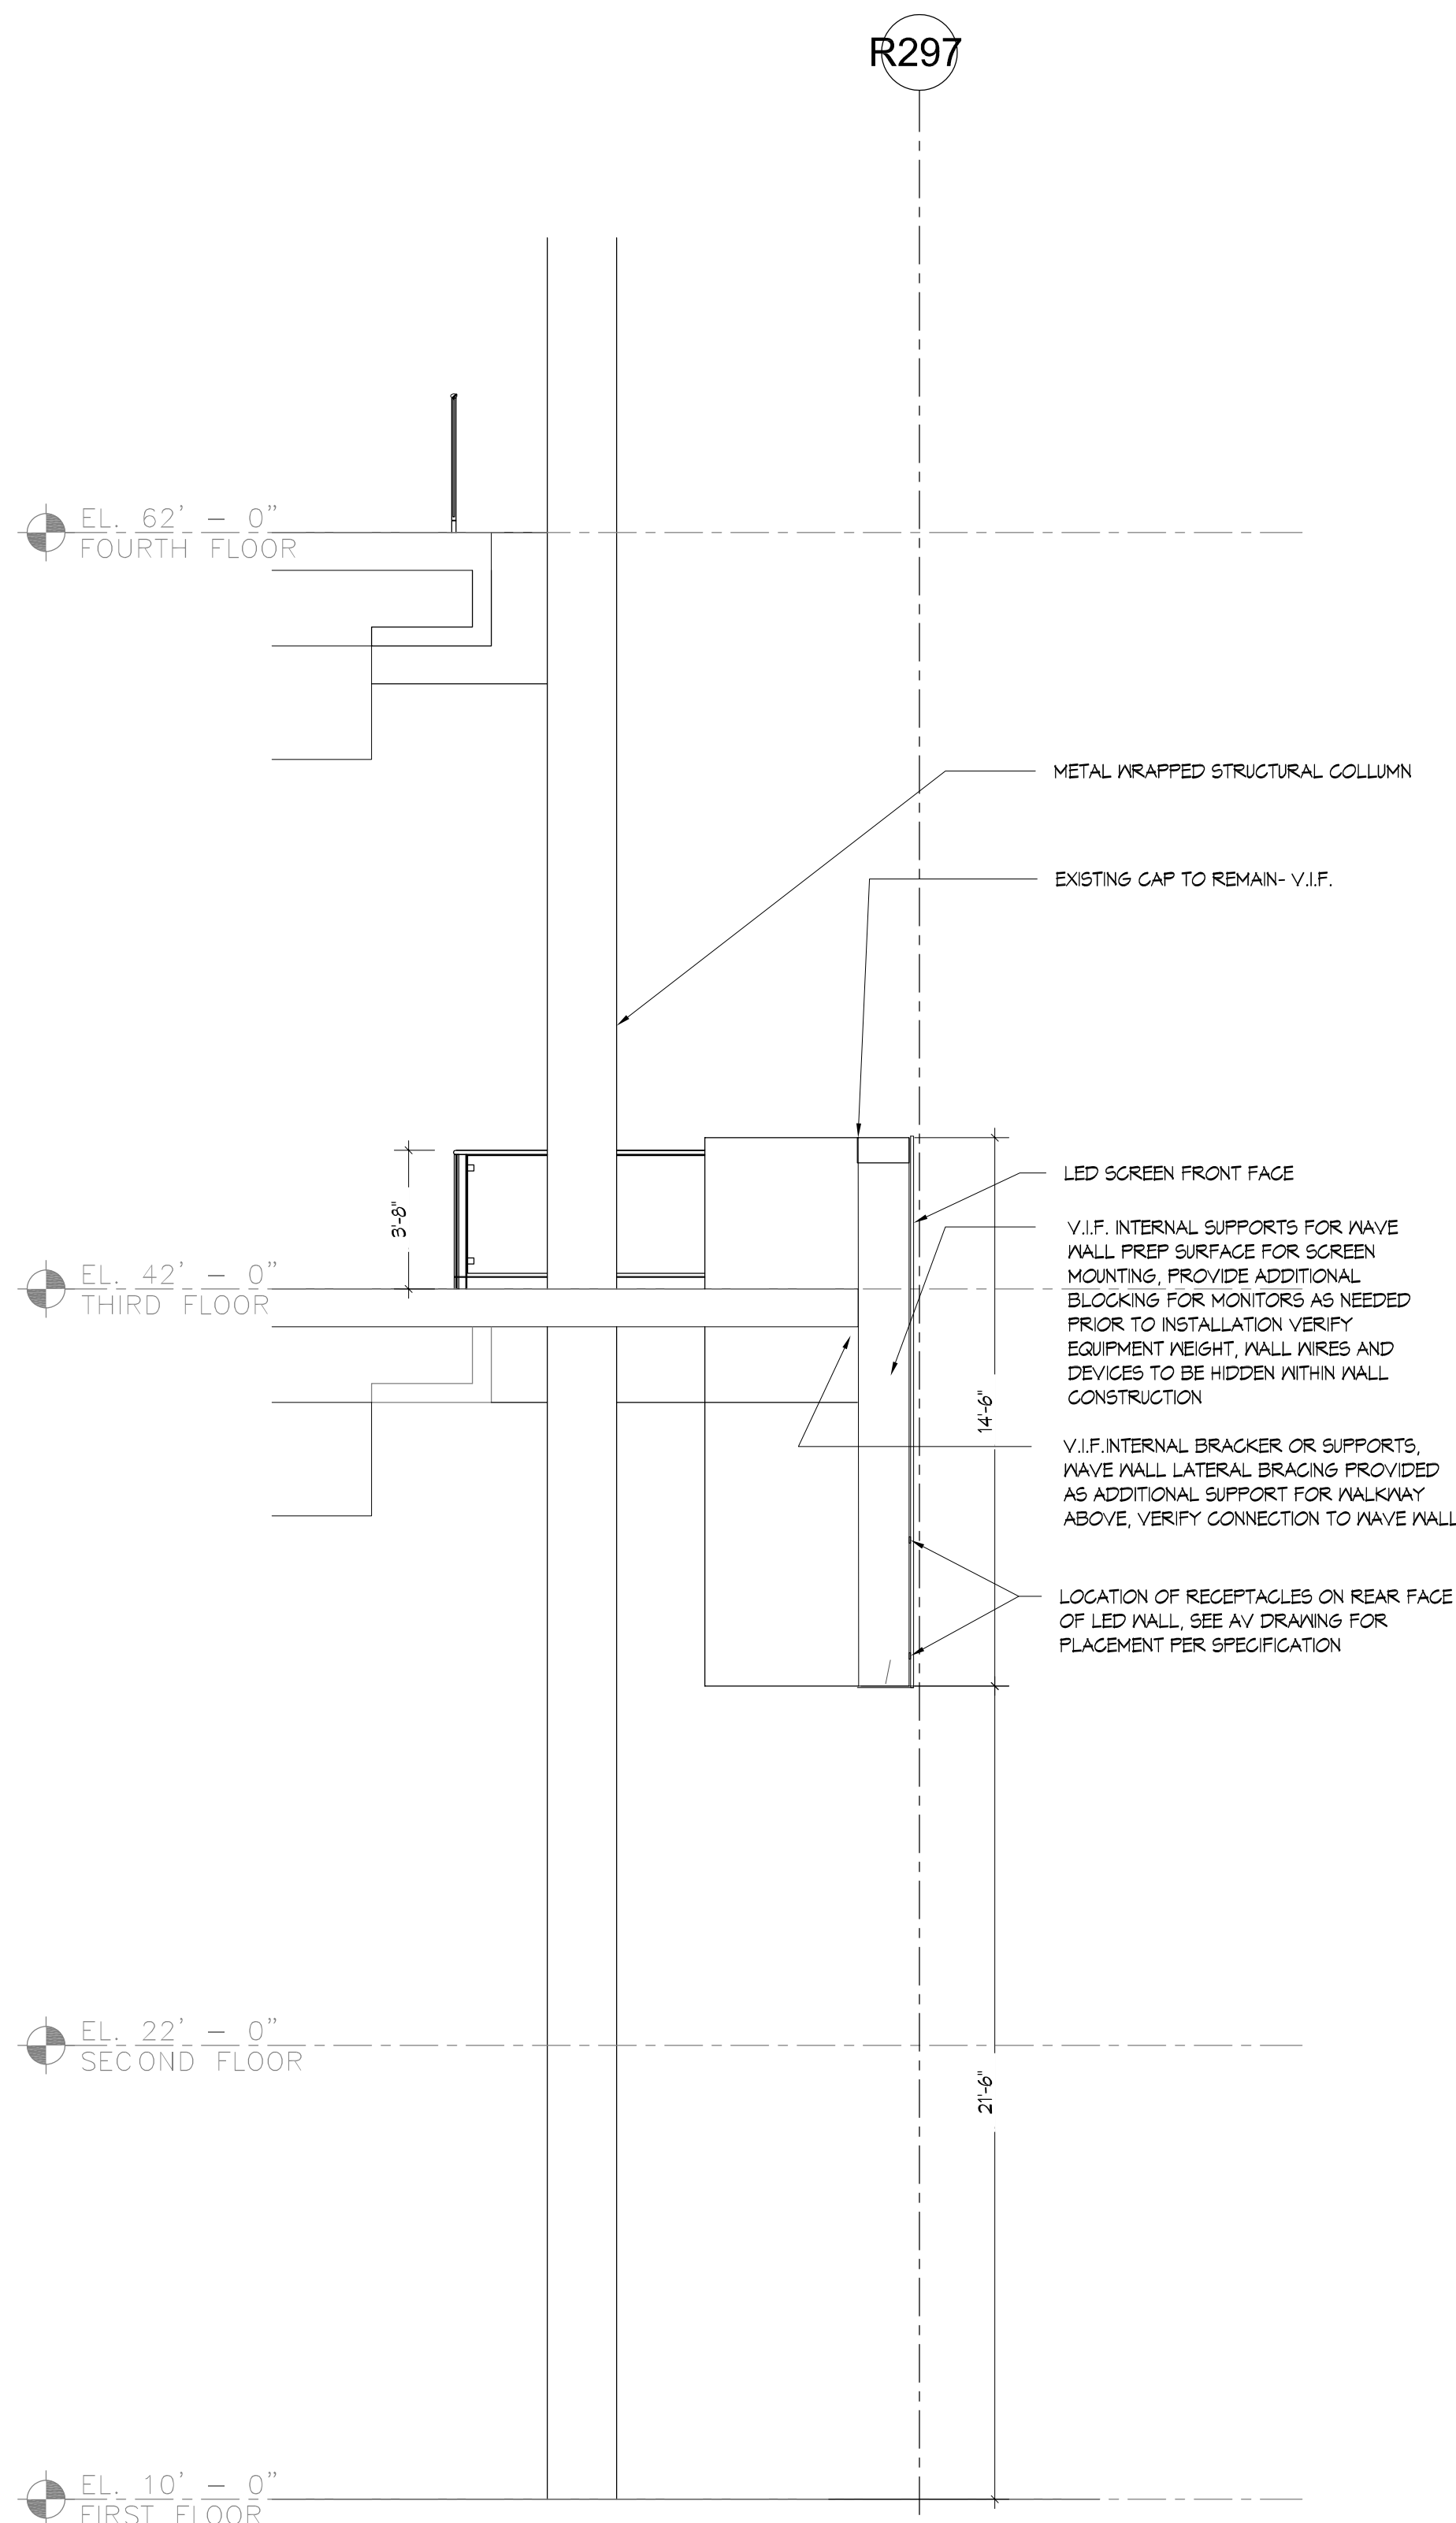 R297
EL. 62' - 0"
FOURTH FLOOR
METAL WRAPPED STRUCTURAL COLLUMN
EXISTING CAP TO REMAIN- V.I.F.
LED SCREEN FRONT FACE
3'-8"
V.I.F. INTERNAL SUPPORTS FOR WAVE
WALL PREP SURFACE FOR SCREEN
MOUNTING, PROVIDE ADDITIONAL
BLOCKING FOR MONITORS AS NEEDED
PRIOR TO INSTALLATION VERIFY
EQUIPMENT WEIGHT, WALL WIRES AND
DEVICES TO BE HIDDEN WITHIN WALL
CONSTRUCTION
EL. 42' - 0"
THIRD FLOOR
14'-6"
V.I.F.INTERNAL BRACKER OR SUPPORTS,
WAVE WALL LATERAL BRACING PROVIDED
AS ADDITIONAL SUPPORT FOR WALKWAY
ABOVE, VERIFY CONNECTION TO WAVE WALL
LOCATION OF RECEPTACLES ON REAR FACE
OF LED WALL, SEE AV DRAWING FOR
PLACEMENT PER SPECIFICATION
EL. 22' - 0"
SECOND FLOOR
21'-6"
EL. 10' - 0"
FIRST FLOOR